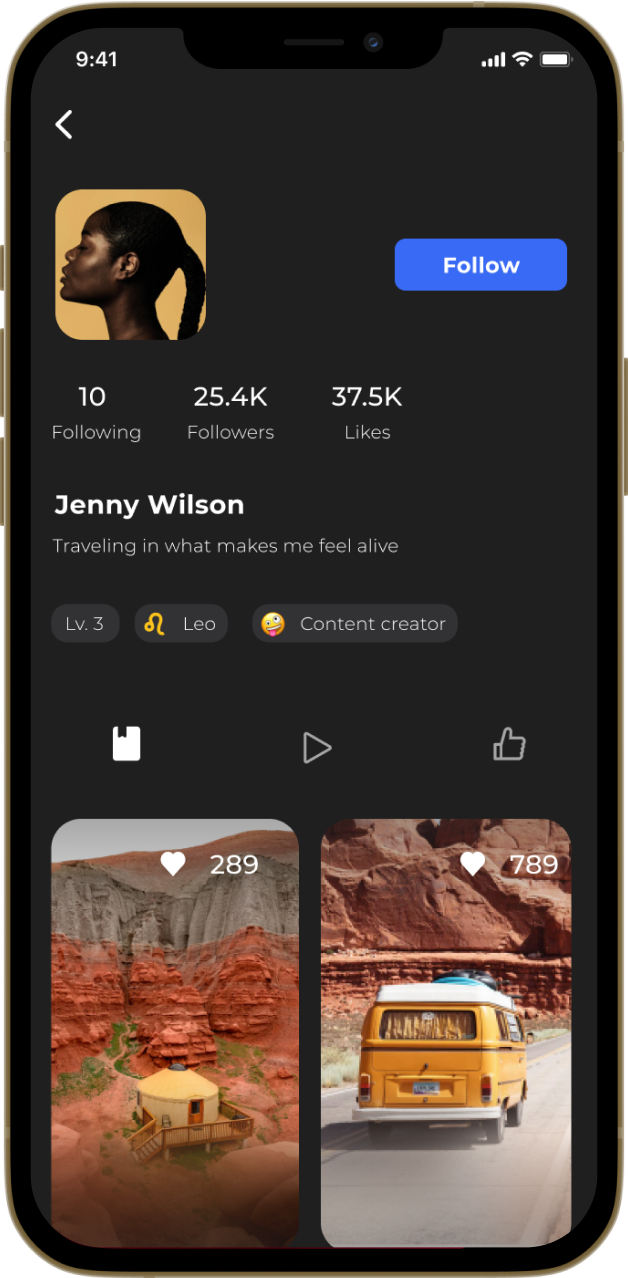 9:41
Follow
10 25.4K 37.5K
Following Followers Likes
Jenny Wilson
Traveling in what makes me feel alive
Lv. 3 Leo Content creator
289 789